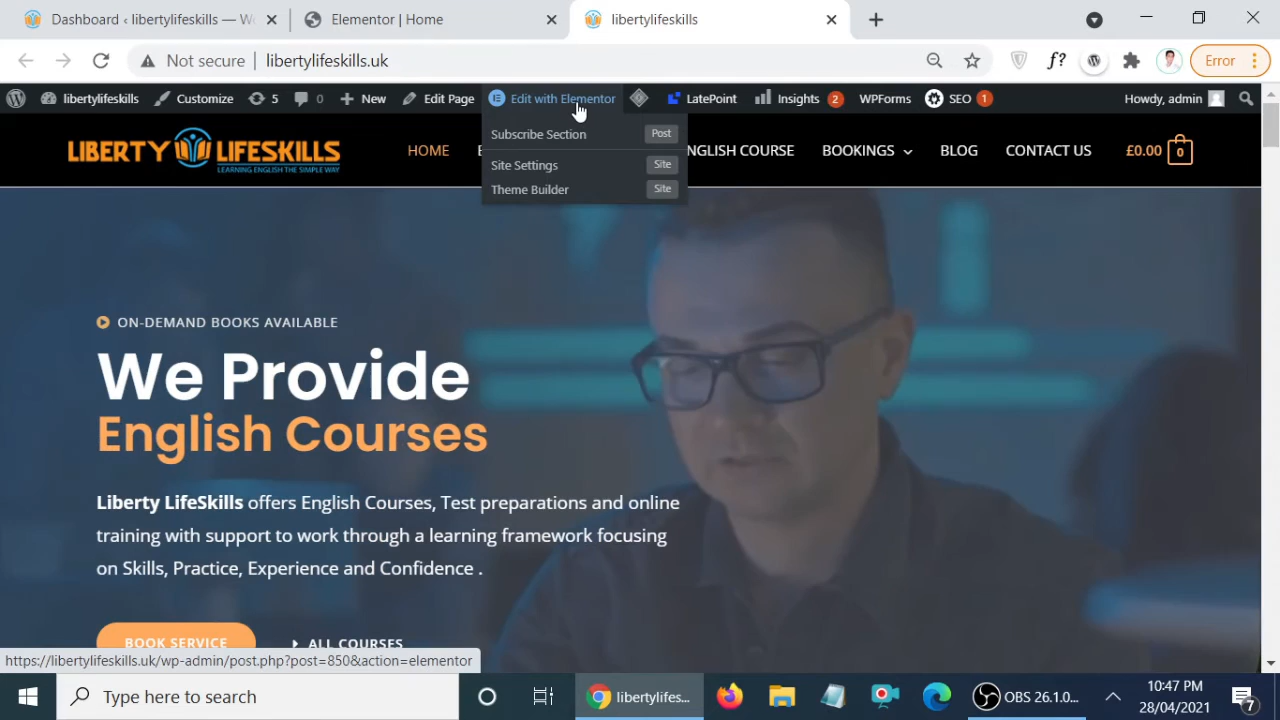 Dashboard ‹ libertylifeskills — W
Elementor | Home
libertylifeskills
Not secure
libertylifeskills.uk
f?
Error
libertylifeskills
Customize
5
0
New
Edit Page
Edit with Elementor
LatePoint
Insights 2
WPForms
SEO 1
Howdy, admin
Subscribe Section Post
Site Settings Site
Theme Builder Site
LIBERTY LIFESKILLS
LEARNING ENGLISH THE SIMPLE WAY
HOME
NGLISH COURSE
BOOKINGS
BLOG
CONTACT US
£0.00 0
ON-DEMAND BOOKS AVAILABLE
We Provide
English Courses
Liberty LifeSkills offers English Courses, Test preparations and online
training with support to work through a learning framework focusing
on Skills, Practice, Experience and Confidence .
BOOK SERVICE
ALL COURSES
https://libertylifeskills.uk/wp-admin/post.php?post=850&action=elementor
Type here to search
libertylifes...
OBS 26.1.0...
10:47 PM
28/04/2021
7